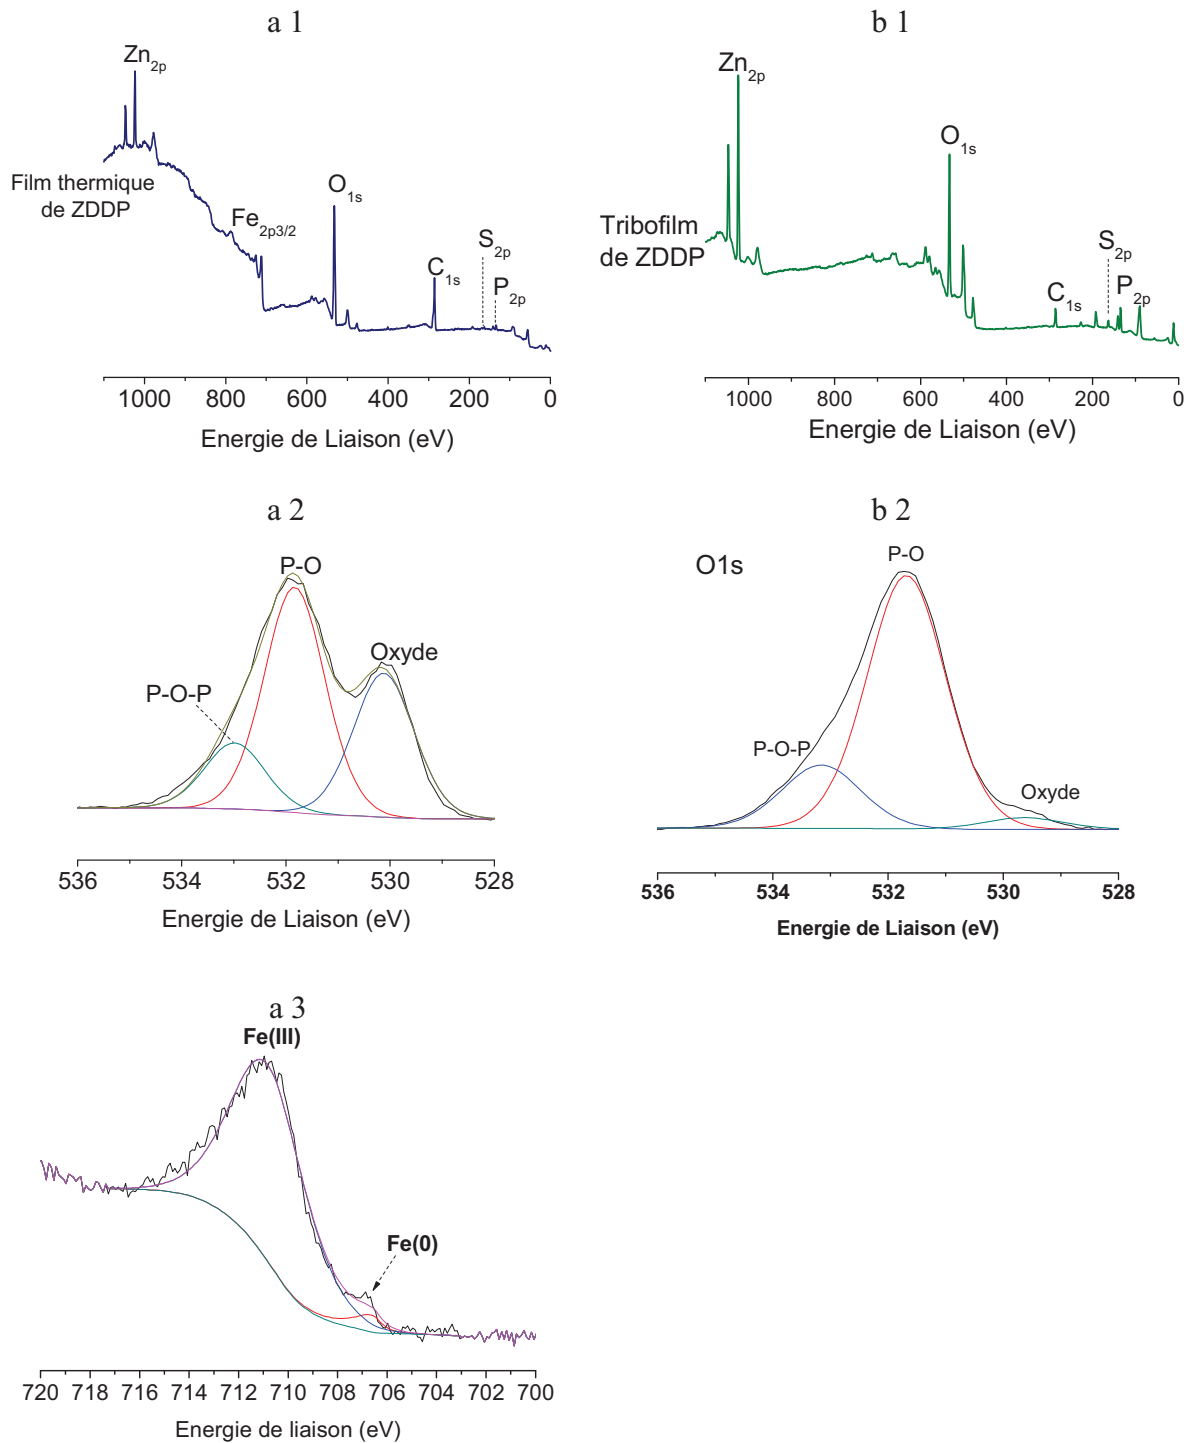 a 1
Zn2p
Film thermique
de ZDDP
Fe2p3/2
O1s
C1s
S2p
P2p
1000 800 600 400 200 0
Energie de Liaison (eV)
b 1
Zn2p
Tribofilm
de ZDDP
O1s
C1s
S2p
P2p
1000 800 600 400 200 0
Energie de Liaison (eV)
a 2
P-O
Oxyde
P-O-P
536 534 532 530 528
Energie de Liaison (eV)
b 2
O1s
P-O
P-O-P
Oxyde
536 534 532 530 528
Energie de Liaison (eV)
a 3
Fe(III)
Fe(0)
720 718 716 714 712 710 708 706 704 702 700
Energie de liaison (eV)